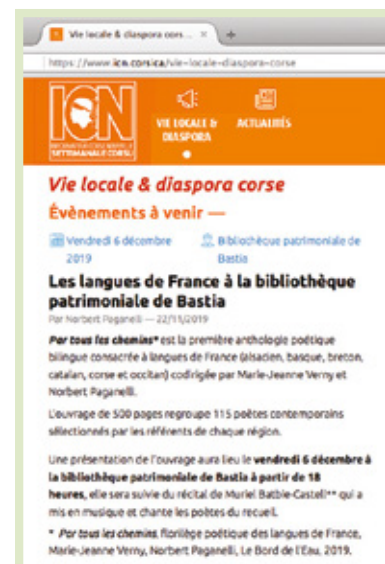 Vie locale & diaspora cors... ×
https://www.icn.corsica/vie-locale-diaspora-corse
ICN
SETTIMANALE CORSU
VIE LOCALE & DIASPORA
ACTUALITÉS
Vie locale & diaspora corse
Évènements à venir —
Vendredi 6 décembre 2019
Bibliothèque patrimoniale de Bastia
Les langues de France à la bibliothèque
patrimoniale de Bastia
Par Norbert Paganelli — 22/11/2019
Par tous les chemins* est la première anthologie poétique
bilingue consacrée à langues de France (alsacien, basque, breton,
catalan, corse et occitan) codirigée par Marie-Jeanne Verny et
Norbert Paganelli.
L'ouvrage de 500 pages regroupe 115 poètes contemporains
sélectionnés par les référents de chaque région.
Une présentation de l'ouvrage aura lieu le vendredi 6 décembre à
la bibliothèque patrimoniale de Bastia à partir de 18
heures, elle sera suivie du récital de Muriel Batbie-Castell** qui a
mis en musique et chante les poètes du recueil.
* Par tous les chemins, florilège poétique des langues de France,
Marie-Jeanne Verny, Norbert Paganelli, Le Bord de l'Eau, 2019.